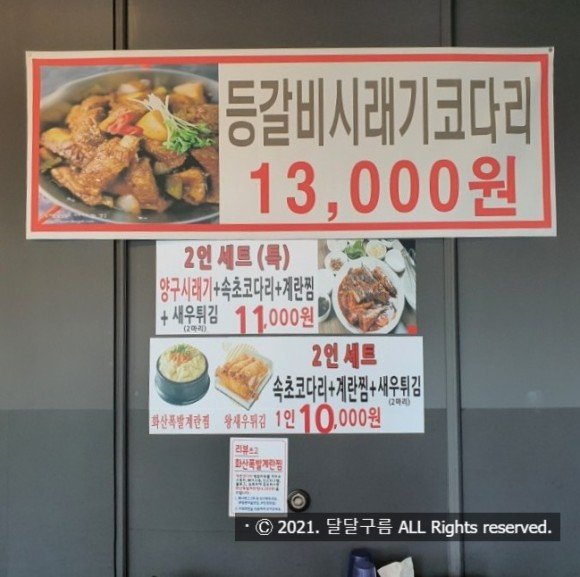 등갈비시래기코다리
13,000원
2인 세트 (특)
양구시래기+속초코다리+계란찜
+ 새우튀김 11,000원
(2마리)
2인 세트
속초코다리+계란찜+새우튀김
(2마리)
화산폭발계란찜 왕새우튀김 1인 10,000원
리뷰쓰고
화산폭발계란찜
· © 2021. 달달구름 ALL Rights reserved.